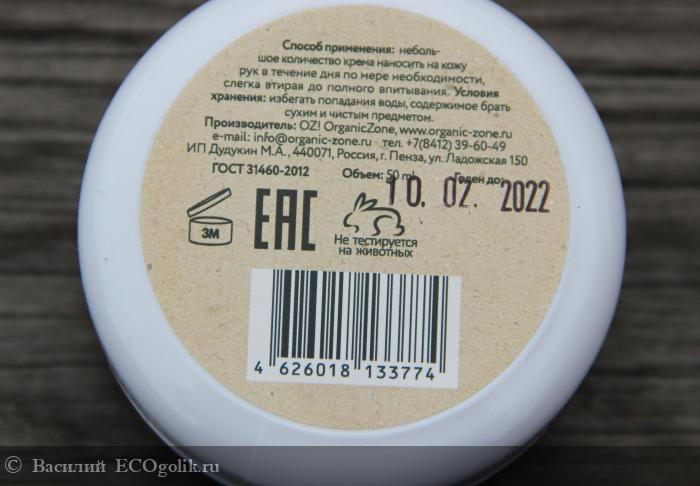 Способ применения: неболь-
шое количество крема наносить на кожу
рук в течение дня по мере необходимости,
слегка втирая до полного впитывания. Условия
хранения: избегать попадания воды, содержимое брать
сухим и чистым предметом.
Производитель: OZ! OrganicZone, www.organic-zone.ru
e-mail: info@organic-zone.ru тел. +7(8412) 39-60-49
ИП Дудукин М.А., 440071, Россия, г. Пенза, ул. Ладожская 150
ГОСТ 31460-2012 Объем: 50 ml Годен до:
10. 02. 2022
3М
EAC
Не тестируется
на животных
4 626018 133774
© Василий ECOgolik.ru